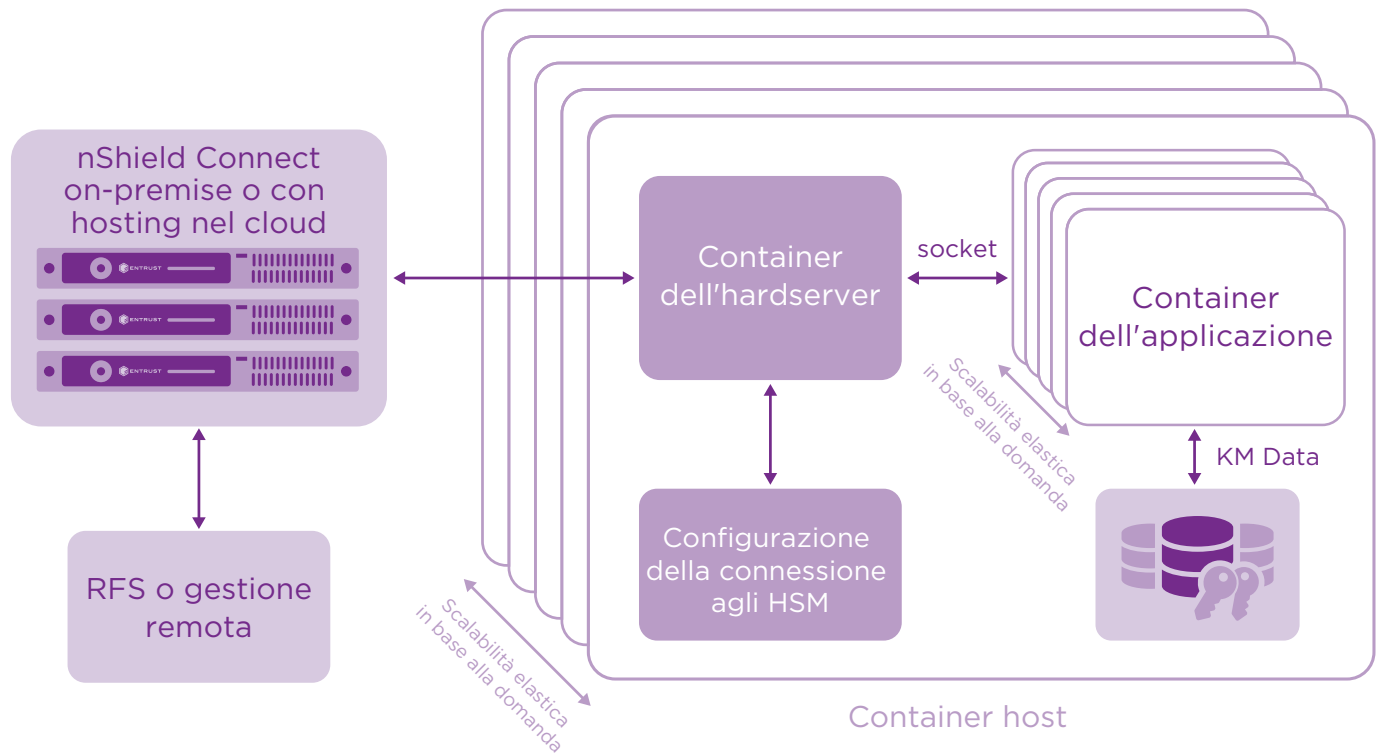 nShield Connect
on-premise o con
hosting nel cloud
ENTRUST
ENTRUST
ENTRUST
RFS o gestione
remota
Container
dell'hardserver
socket
Container
dell'applicazione
Scalabilità elastica
in base alla domanda
KM Data
Configurazione
della connessione
agli HSM
Scalabilità elastica
in base alla domanda
Container host